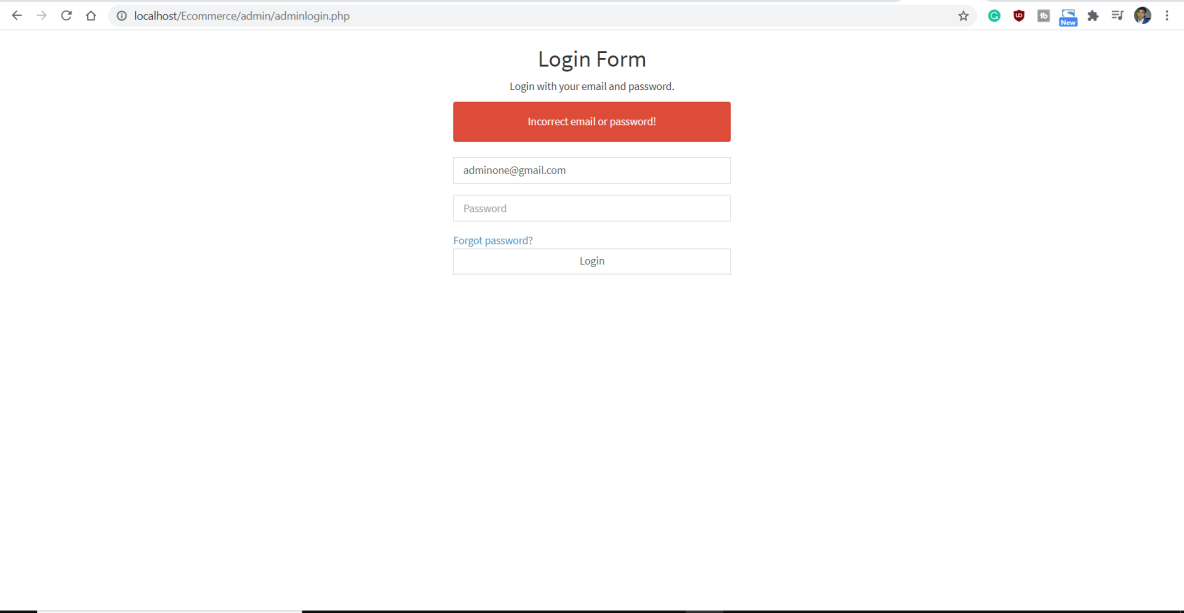 localhost/Ecommerce/admin/adminlogin.php
New
Login Form
Login with your email and password.
Incorrect email or password!
adminone@gmail.com
Password
Forgot password?
Login